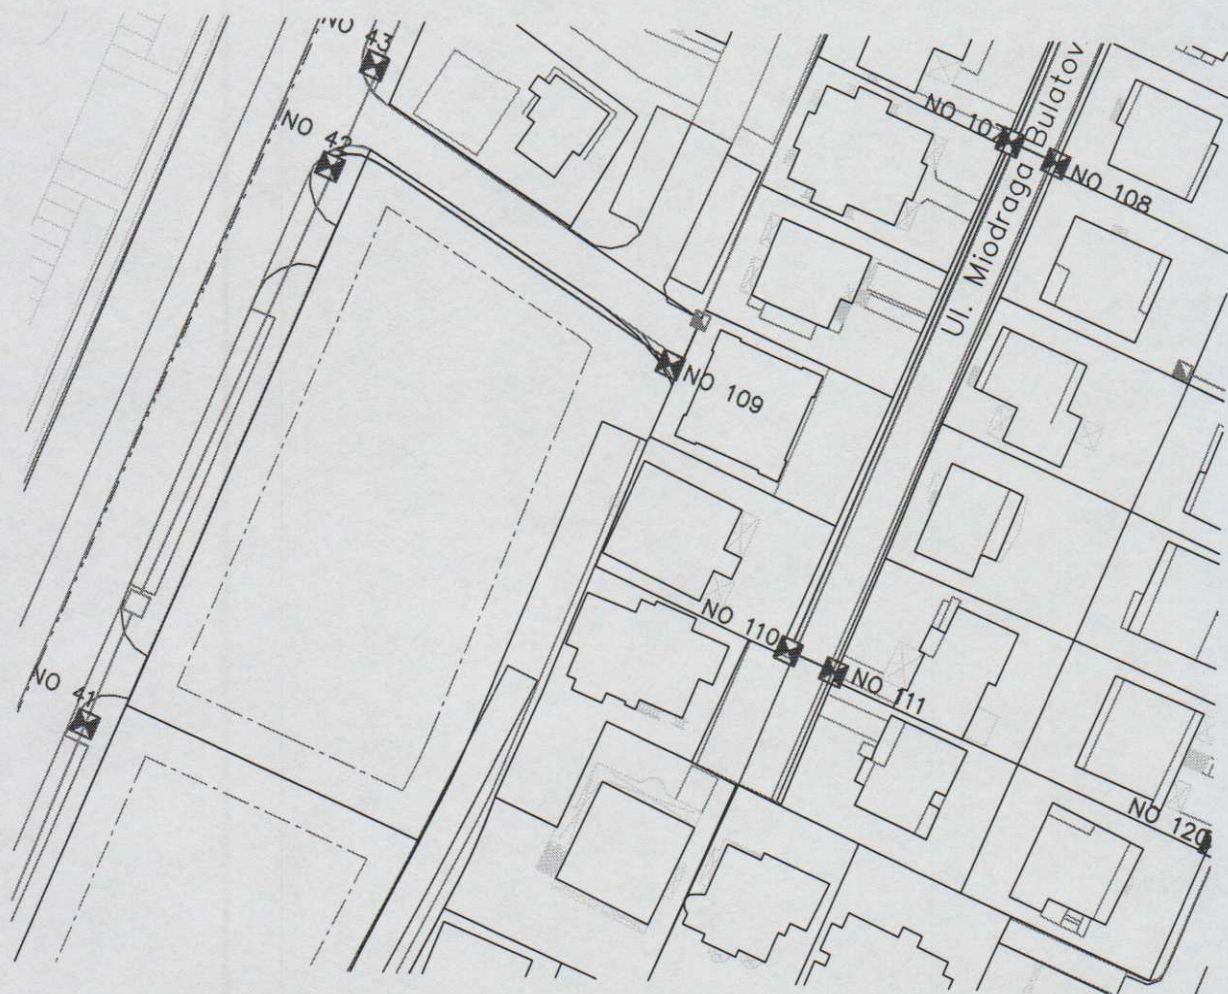 NO 43
NO 42
NO 107
NO 108
Ul. Miodraga Bulatov
NO 109
NO 110
NO 111
NO 41
NO 120